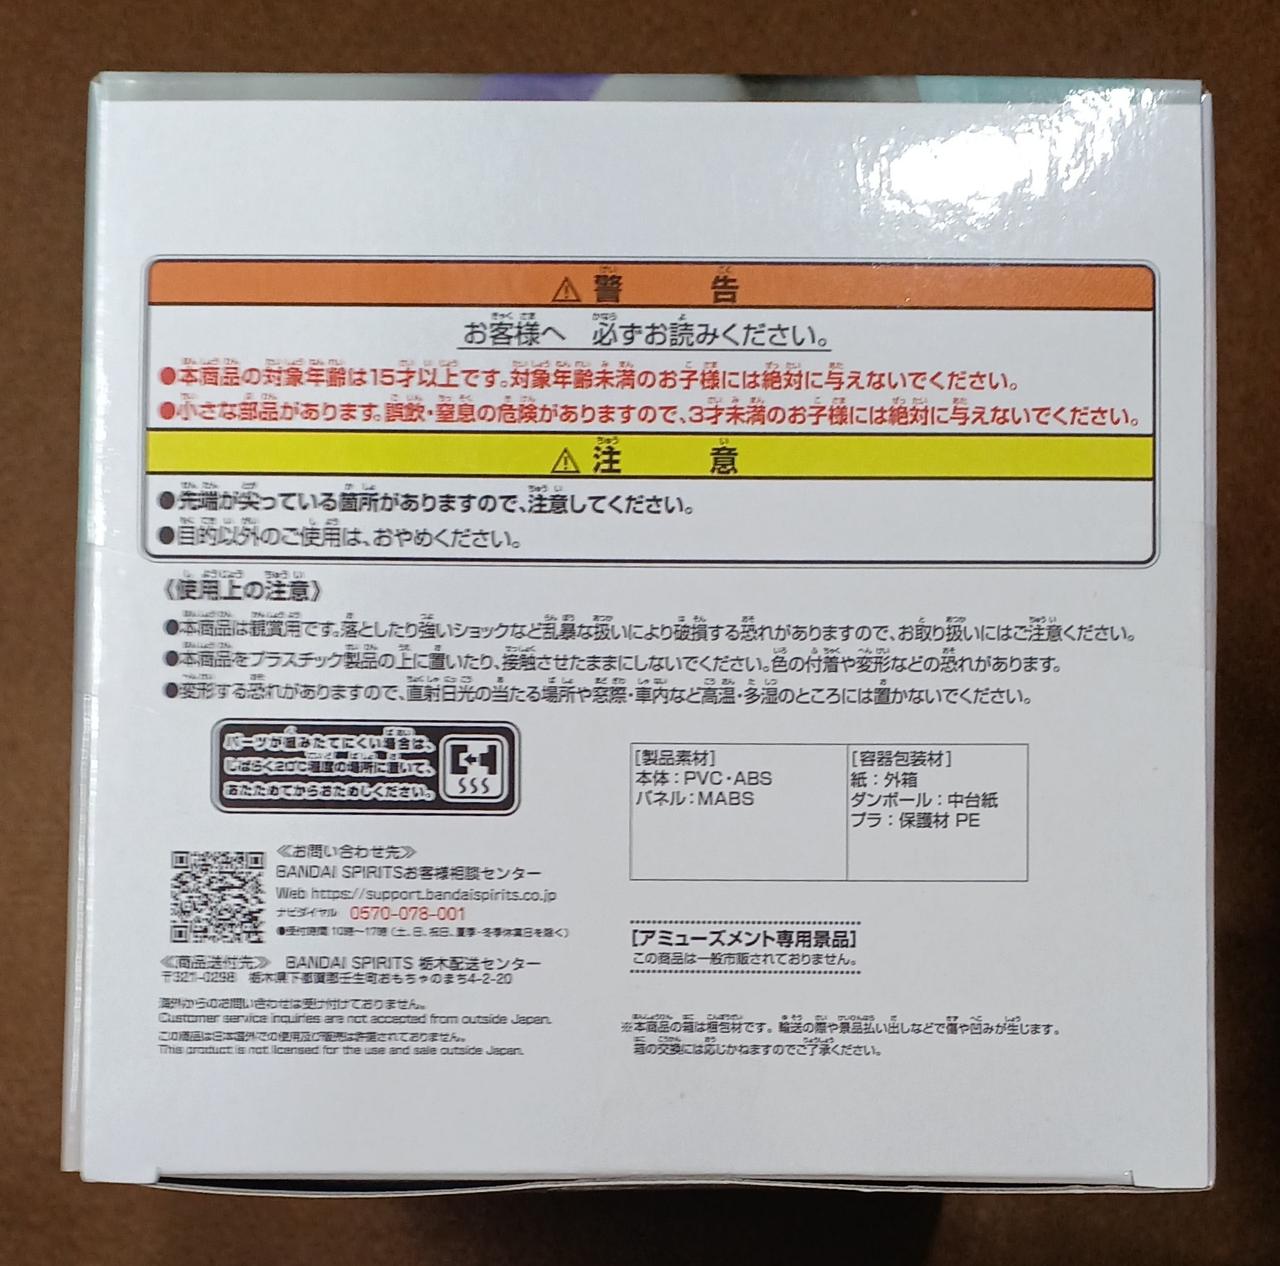 ⚠警告
お客様へ 必ずお読みください。
●本商品の対象年齢は15才以上です。対象年齢未満のお子様には絶対に与えないでください。
●小さな部品があります。誤飲・窒息の危険がありますので、3才未満のお子様には絶対に与えないでください。
⚠注意
●先端が尖っている箇所がありますので、注意してください。
●目的以外のご使用は、おやめください。
《使用上の注意》
●本商品は観賞用です。落としたり強いショックなど乱暴な扱いにより破損する恐れがありますので、お取り扱いにはご注意ください。
●本商品をプラスチック製品の上に置いたり、接触させたままにしないでください。色の付着や変形などの恐れがあります。
●変形する恐れがありますので、直射日光の当たる場所や窓際・車内など高温・多湿のところには置かないでください。
パーツが組みたてにくい場合は、
しばらく20℃程度の場所に置いて、
あたためてからおためしください。
[製品素材]
本体：PVC・ABS
パネル：MABS
[容器包装材]
紙：外箱
ダンボール：中台紙
プラ：保護材 PE
《お問い合わせ先》
BANDAI SPIRITSお客様相談センター
Web https://support.bandaispirits.co.jp
ナビダイヤル 0570-078-001
●受付時間 10時〜17時（土、日、祝日、夏季・冬季休業日を除く）
《商品送付先》 BANDAI SPIRITS 栃木配送センター
〒321-0298 栃木県下都賀郡壬生町おもちゃのまち4-2-20
海外からのお問い合わせは受け付けておりません。
Customer service inquiries are not accepted from outside Japan.
この商品は日本国外での使用及び販売は許諾されておりません。
This product is not licensed for the use and sale outside Japan.
[アミューズメント専用景品]
この商品は一般市販されておりません。
※本商品の箱は梱包材です。輸送の際や景品払い出しなどで傷や凹みが生じます。
箱の交換には応じかねますのでご了承ください。